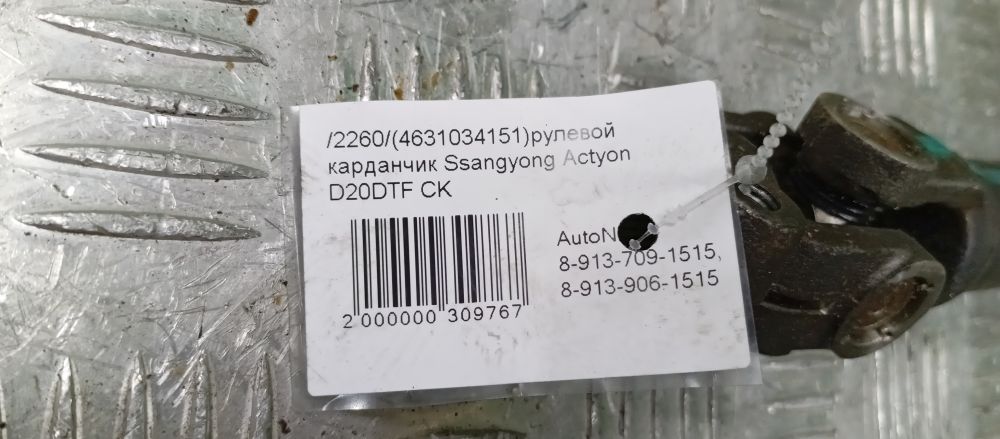 /2260/(4631034151)рулевой
карданчик Ssangyong Actyon
D20DTF CK
2 000000 309767
8-913-709-1515,
8-913-906-1515